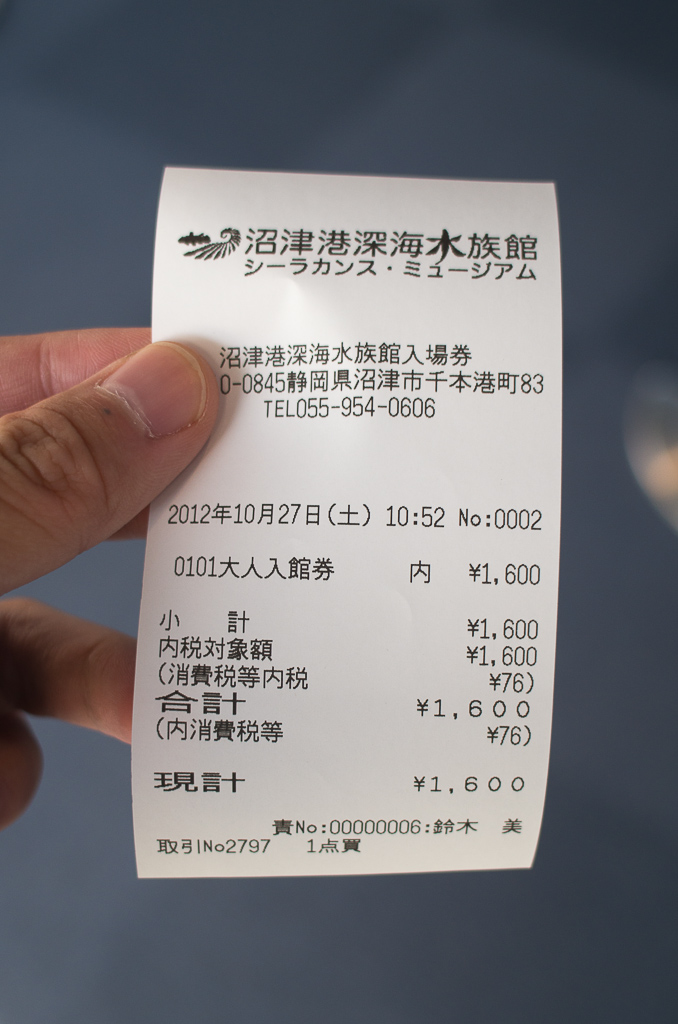 沼津港深海水族館
シーラカンス・ミュージアム
沼津港深海水族館入場券
0-0845静岡県沼津市千本港町83
TEL055-954-0606
2012年10月27日(土) 10:52 No:0002
0101大人入館券 内 ¥1,600
小 計 ¥1,600
内税対象額 ¥1,600
(消費税等内税 ¥76)
合計 ¥1,600
(内消費税等 ¥76)
現計 ¥1,600
責No:00000006:鈴木 美
取引No2797 1点買